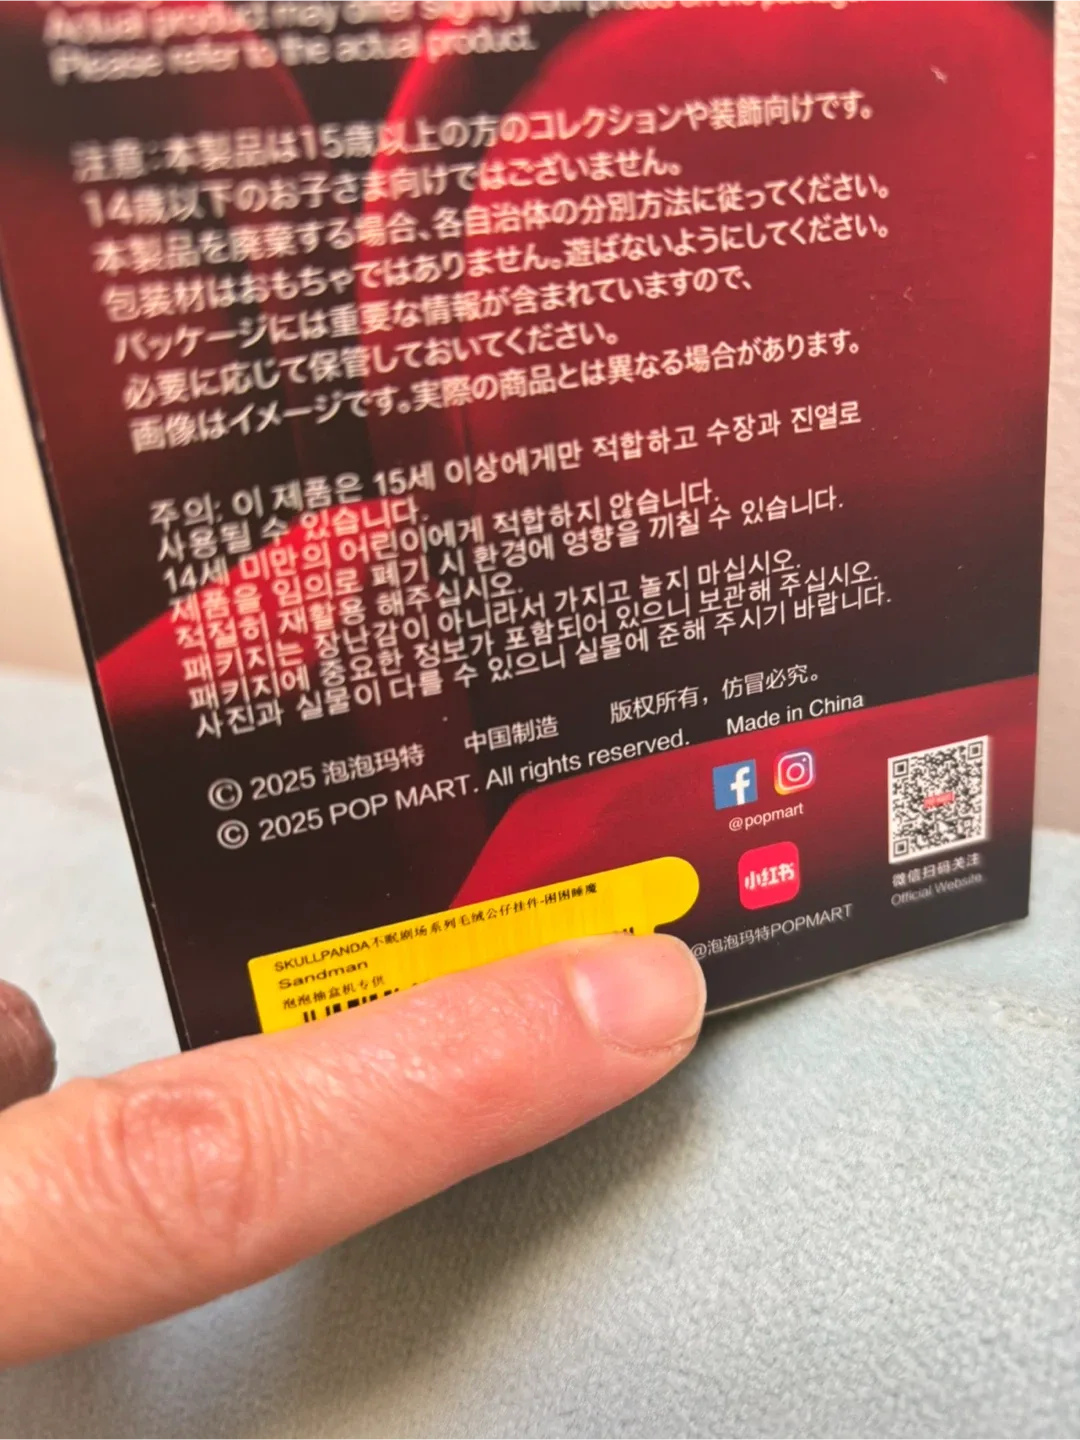 Actual product may differ slightly from photos on the packaging.
Please refer to the actual product.
注意：本製品は15歳以上の方のコレクションや装飾向けです。
14歳以下のお子さま向けではございません。
本製品を廃棄する場合、各自治体の分別方法に従ってください。
包装材はおもちゃではありません。遊ばないようにしてください。
パッケージには重要な情報が含まれていますので、
必要に応じて保管しておいてください。
画像はイメージです。実際の商品とは異なる場合があります。
주의: 이 제품은 15세 이상에게만 적합하고 수장과 진열로
사용될 수 있습니다.
14세 미만의 어린이에게 적합하지 않습니다.
제품을 임의로 폐기 시 환경에 영향을 끼칠 수 있습니다.
적절히 재활용 해주십시오.
패키지는 장난감이 아니라서 가지고 놀지 마십시오.
패키지에 중요한 정보가 포함되어 있으니 보관해 주십시오.
사진과 실물이 다를 수 있으니 실물에 준해 주시기 바랍니다.
© 2025 泡泡玛特 中国制造 版权所有，仿冒必究。
© 2025 POP MART. All rights reserved. Made in China
@popmart
小红书
@泡泡玛特POPMART
微信扫码关注
Official Website
SKULLPANDA不眠剧场系列毛绒公仔挂件-困困睡魔
Sandman
泡泡抽盒机专供